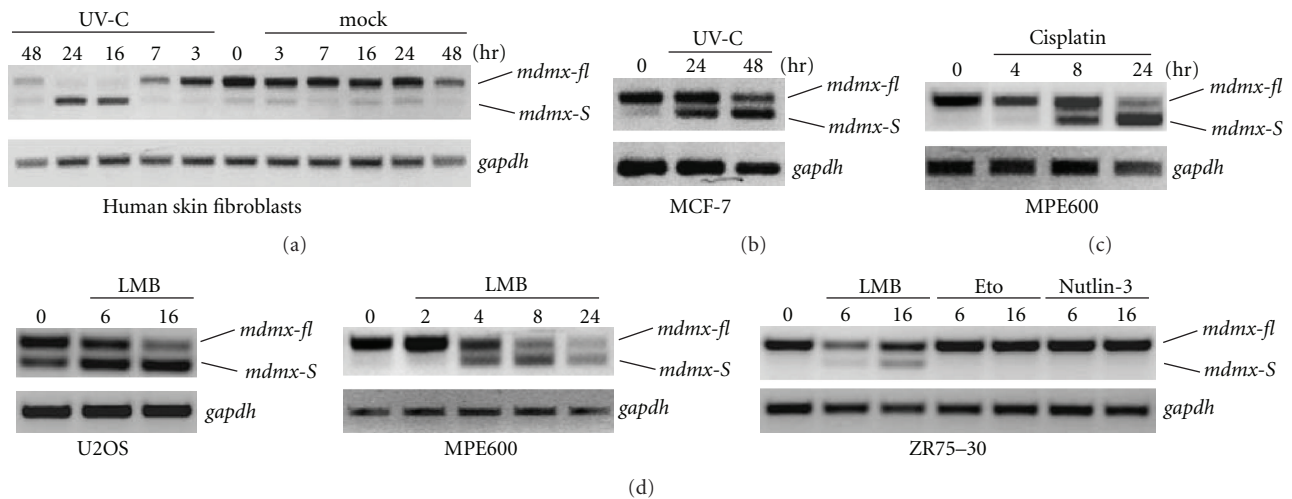 UV-C mock
48 24 16 7 3 0 3 7 16 24 48 (hr)
mdmx-fl
mdmx-S
gapdh
Human skin fibroblasts
(a)
UV-C
0 24 48 (hr)
mdmx-fl
mdmx-S
gapdh
MCF-7
(b)
Cisplatin
0 4 8 24 (hr)
mdmx-fl
mdmx-S
gapdh
MPE600
(c)
LMB
0 6 16
mdmx-fl
mdmx-S
gapdh
U2OS
LMB
0 2 4 8 24
mdmx-fl
mdmx-S
gapdh
MPE600
LMB Eto Nutlin-3
0 6 16 6 16 6 16
mdmx-fl
mdmx-S
gapdh
ZR75–30
(d)